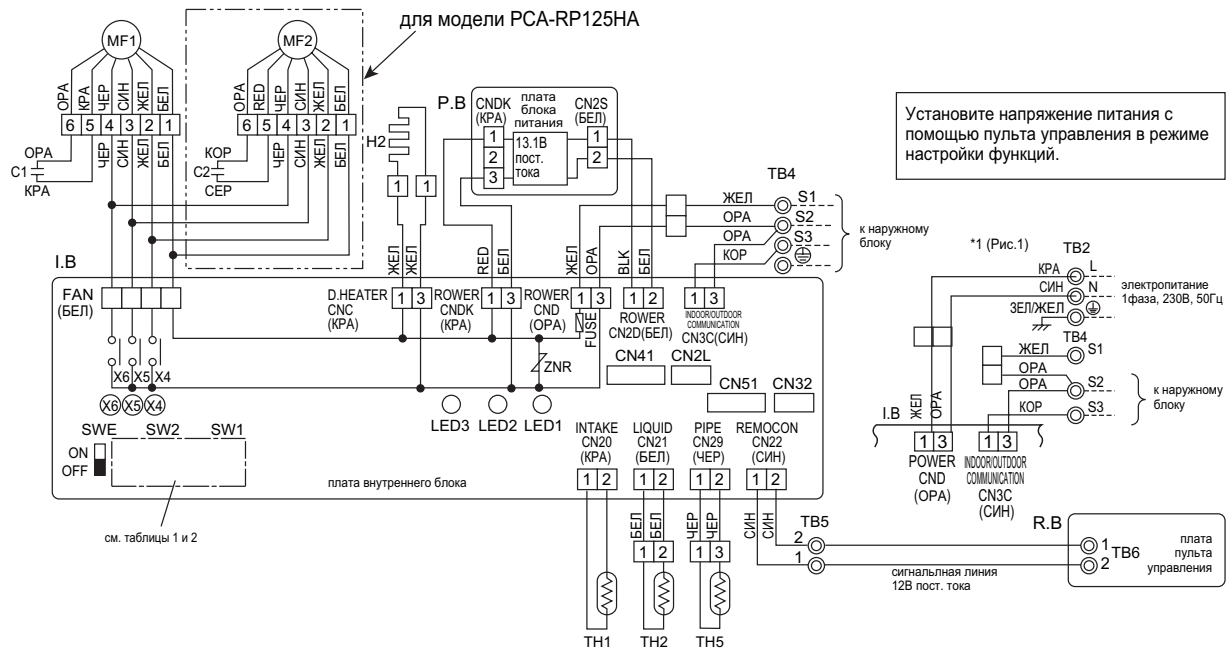 для модели PCA-RP125HA
MF1
MF2
ОРА КРА ЧЕР СИН ЖЕЛ БЕЛ
ОРА RED ЧЕР СИН ЖЕЛ БЕЛ
6 5 4 3 2 1
6 5 4 3 2 1
ОРА
C1
КРА
ЧЕР СИН ЖЕЛ БЕЛ
КОР
C2
СЕР
ЧЕР СИН ЖЕЛ БЕЛ
H2
1 1
P.B
CNDK
(КРА)
плата
блока
питания
CN2S
(БЕЛ)
1
2
3
13.1В
пост.
тока
1
2
Установите напряжение питания с
помощью пульта управления в режиме
настройки функций.
TB4
ЖЕЛ S1
ОРА S2
ОРА S3
КОР
к наружному
блоку
*1 (Рис.1)
TB2
КРА L
СИН N
ЗЕЛ/ЖЕЛ
электропитание
1фаза, 230В, 50Гц
TB4
ЖЕЛ S1
ОРА
ОРА S2
КОР S3
к наружному
блоку
I.B
ЖЕЛ ОРА
1 3
POWER
CND
(ОРА)
1 3
INDOOR/OUTDOOR
COMMUNICATION
CN3C
(СИН)
I.B
FAN
(БЕЛ)
ЖЕЛ ЖЕЛ
D.HEATER
CNC
(КРА)
1 3
RED БЕЛ
ROWER
CNDK
(КРА)
1 3
ЖЕЛ ОРА
ROWER
CND
(ОРА)
1 3
FUSE
BLK БЕЛ
1 2
ROWER
CN2D(БЕЛ)
1 3
INDOOR/OUTDOOR
COMMUNICATION
CN3C(СИН)
ZNR
CN41
CN2L
CN51
CN32
X6 X5 X4
X6 X5 X4
LED3 LED2 LED1
SWE
SW2
SW1
ON
OFF
см. таблицы 1 и 2
плата внутреннего блока
INTAKE
CN20
(КРА)
1 2
LIQUID
CN21
(БЕЛ)
1 2
PIPE
CN29
(ЧЕР)
1 2
REMOCON
CN22
(СИН)
1 2
БЕЛ БЕЛ
1 2
ЧЕР ЧЕР
1 3
СИН СИН
TH1
TH2
TH5
TB5
2
1
сигнальлная линия
12В пост. тока
R.B
1
2
TB6
плата
пульта
управления